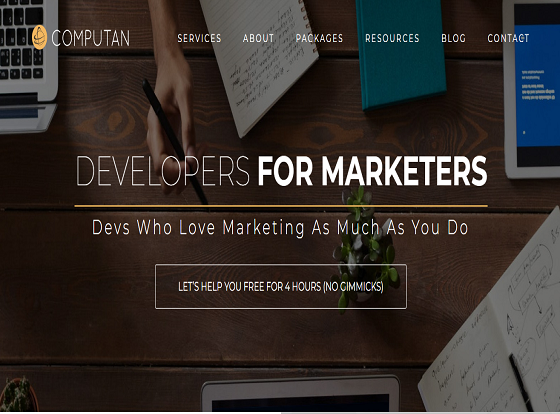 COMPUTAN
SERVICES ABOUT PACKAGES RESOURCES BLOG CONTACT
DEVELOPERS FOR MARKETERS
Devs Who Love Marketing As Much As You Do
LET'S HELP YOU FREE FOR 4 HOURS (NO GIMMICKS)